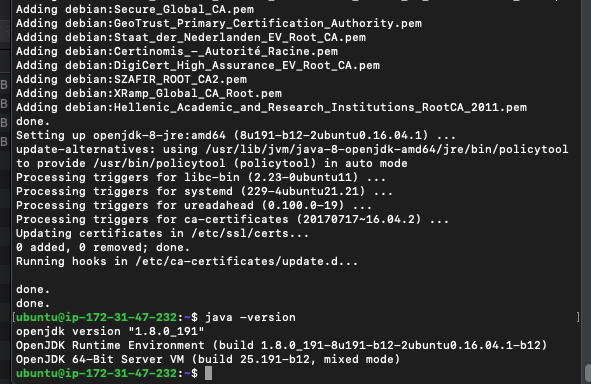 Adding debian:Secure_Global_CA.pem
Adding debian:GeoTrust_Primary_Certification_Authority.pem
Adding debian:Staat_der_Nederlanden_EV_Root_CA.pem
Adding debian:Certinomis_-_Autorité_Racine.pem
Adding debian:DigiCert_High_Assurance_EV_Root_CA.pem
Adding debian:SZAFIR_ROOT_CA2.pem
Adding debian:XRamp_Global_CA_Root.pem
Adding debian:Hellenic_Academic_and_Research_Institutions_RootCA_2011.pem
done.
Setting up openjdk-8-jre:amd64 (8u191-b12-2ubuntu0.16.04.1) ...
update-alternatives: using /usr/lib/jvm/java-8-openjdk-amd64/jre/bin/policytool
to provide /usr/bin/policytool (policytool) in auto mode
Processing triggers for libc-bin (2.23-0ubuntu11) ...
Processing triggers for systemd (229-4ubuntu21.21) ...
Processing triggers for ureadahead (0.100.0-19) ...
Processing triggers for ca-certificates (20170717~16.04.2) ...
Updating certificates in /etc/ssl/certs...
0 added, 0 removed; done.
Running hooks in /etc/ca-certificates/update.d...
done.
done.
[ubuntu@ip-172-31-47-232:~$ java -version ]
openjdk version "1.8.0_191"
OpenJDK Runtime Environment (build 1.8.0_191-8u191-b12-2ubuntu0.16.04.1-b12)
OpenJDK 64-Bit Server VM (build 25.191-b12, mixed mode)
ubuntu@ip-172-31-47-232:~$